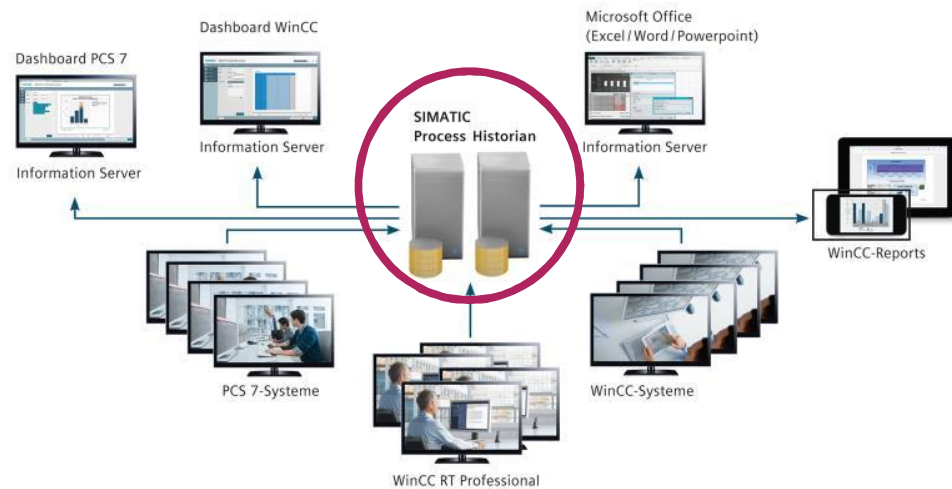 Dashboard PCS 7
Information Server
Dashboard WinCC
Information Server
SIMATIC
Process Historian
Microsoft Office
(Excel/Word/Powerpoint)
Information Server
WinCC-Reports
PCS 7-Systeme
WinCC RT Professional
WinCC-Systeme